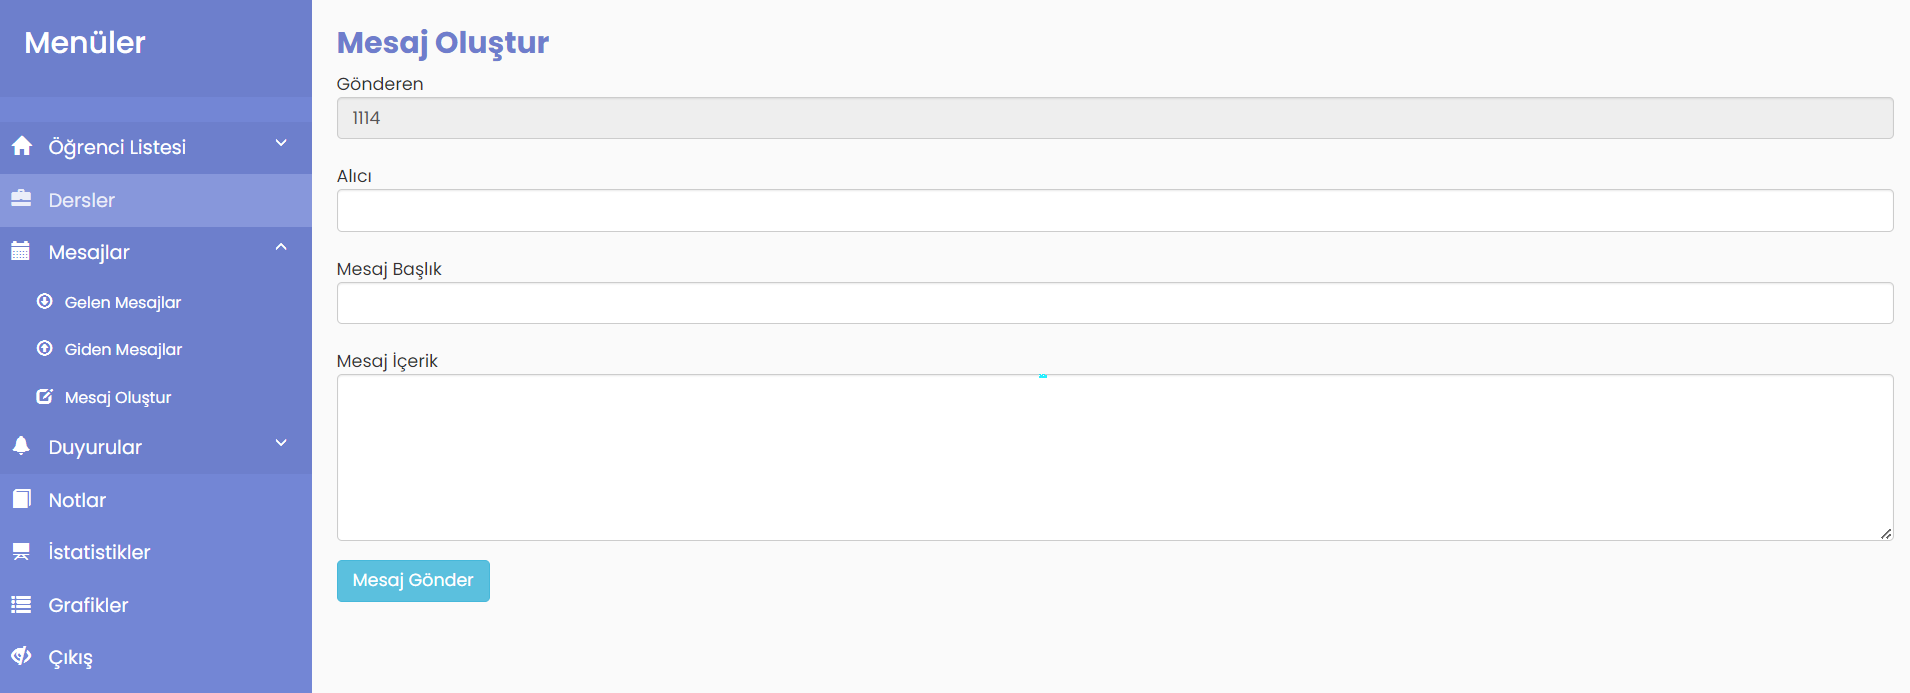 Menüler
Öğrenci Listesi
Dersler
Mesajlar
Gelen Mesajlar
Giden Mesajlar
Mesaj Oluştur
Duyurular
Notlar
İstatistikler
Grafikler
Çıkış
Mesaj Oluştur
Gönderen
1114
Alıcı
Mesaj Başlık
Mesaj İçerik
Mesaj Gönder